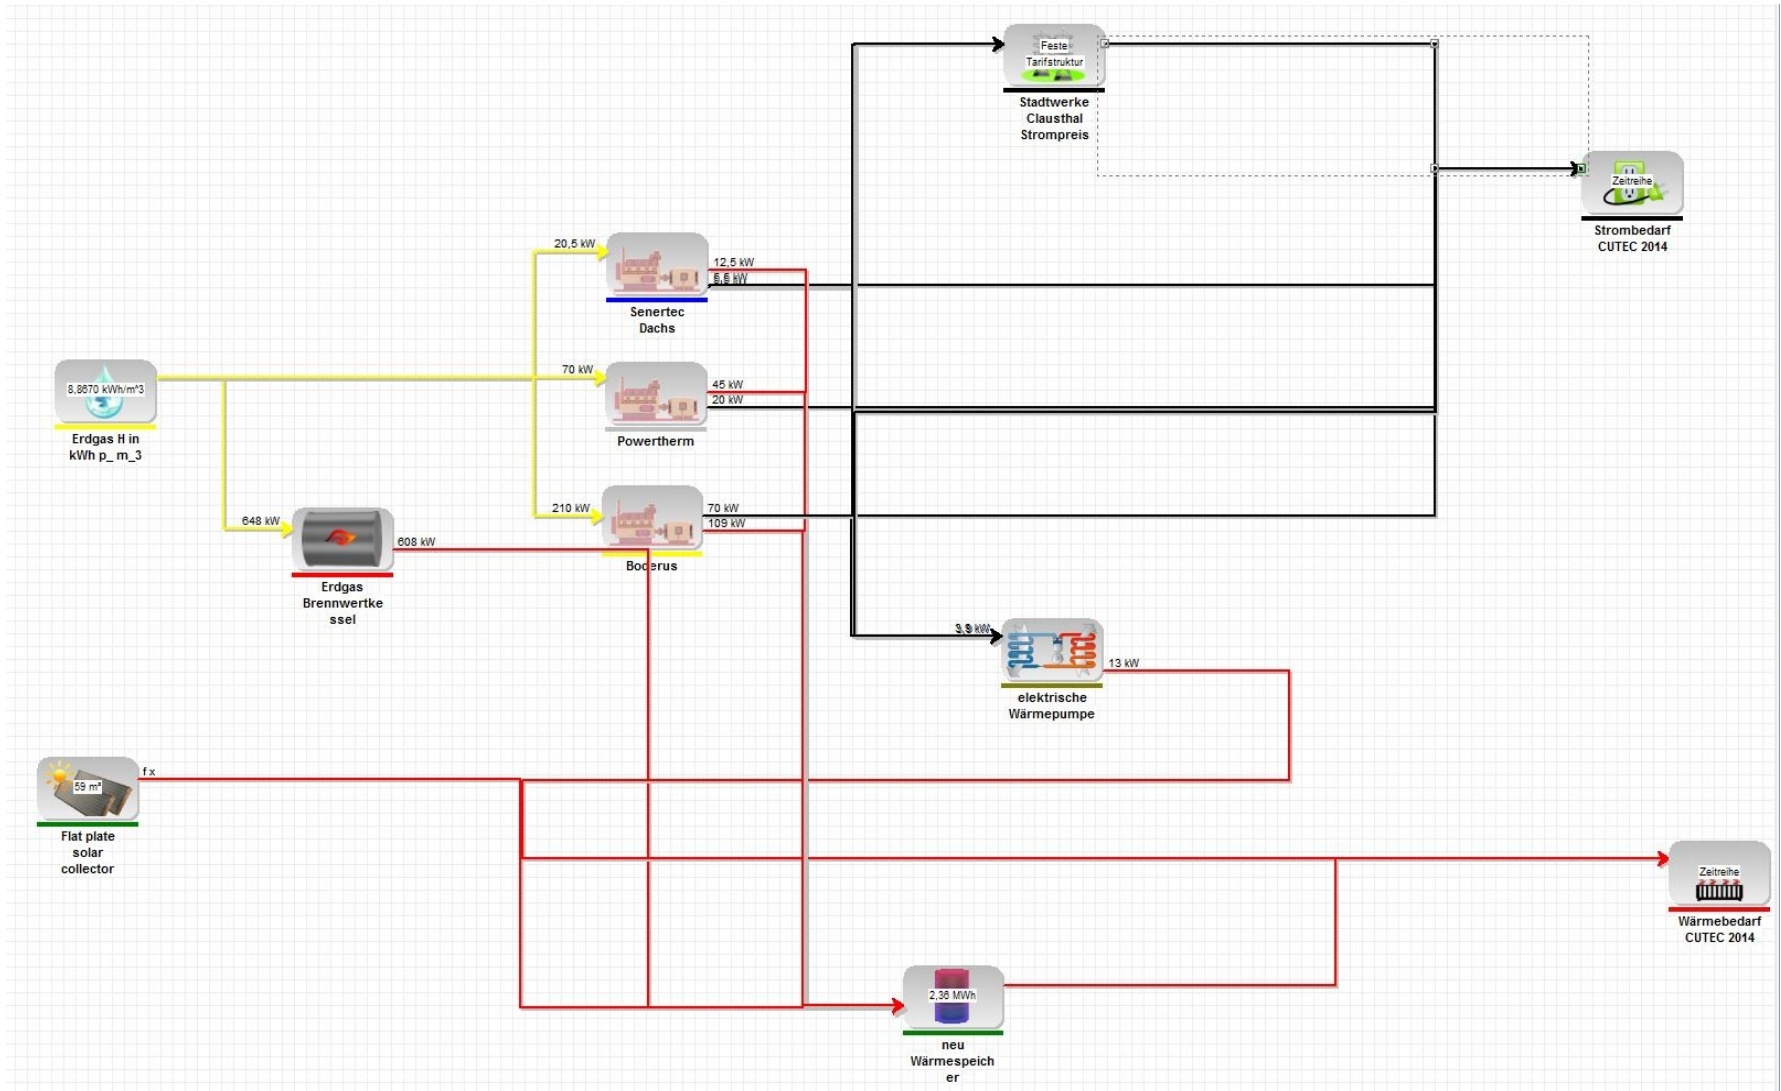 Feste
Tarifstruktur
Stadtwerke
Clausthal
Strompreis
Zeitreihe
Strombedarf
CUTEC 2014
20,5 kW
12,5 kW
Senertec
Dachs
8,8670 kWh/m^3
Erdgas H in
kWh p_ m_3
70 kW
45 kW
20 kW
Powertherm
210 kW
70 kW
109 kW
Boderus
648 kW
608 kW
Erdgas
Brennwertke
ssel
3,9 kW
13 kW
elektrische
Wärmepumpe
f x
59 m²
Flat plate
solar
collector
Zeitreihe
Wärmebedarf
CUTEC 2014
2,36 MWh
neu
Wärmespeich
er